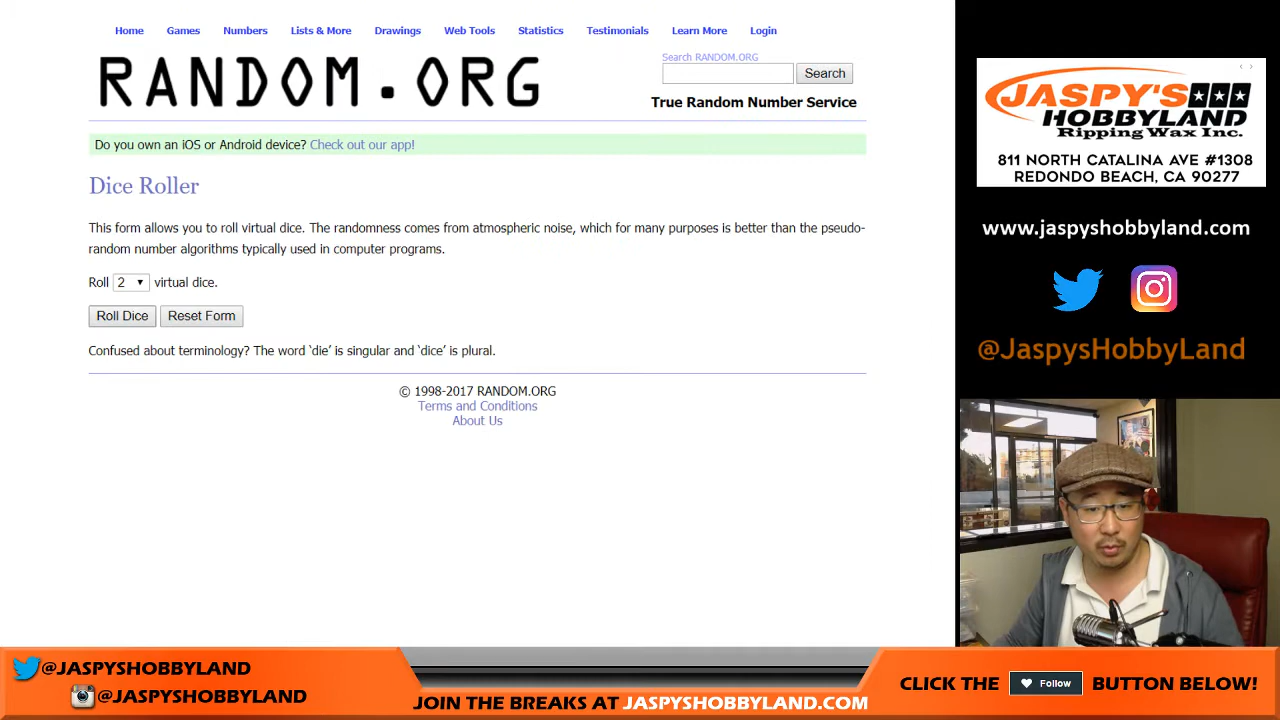 Home Games Numbers Lists & More Drawings Web Tools Statistics Testimonials Learn More Login
RANDOM.ORG
Search RANDOM.ORG
Search
True Random Number Service
Do you own an iOS or Android device? Check out our app!
Dice Roller
This form allows you to roll virtual dice. The randomness comes from atmospheric noise, which for many purposes is better than the pseudo-
random number algorithms typically used in computer programs.
Roll 2 virtual dice.
Roll Dice Reset Form
Confused about terminology? The word ‘die’ is singular and ‘dice’ is plural.
© 1998-2017 RANDOM.ORG
Terms and Conditions
About Us
JASPY'S
HOBBYLAND
Ripping Wax Inc.
811 NORTH CATALINA AVE #1308
REDONDO BEACH, CA 90277
www.jaspyshobbyland.com
@JaspysHobbyLand
@JASPYSHOBBYLAND
@JASPYSHOBBYLAND
JOIN THE BREAKS AT JASPYSHOBBYLAND.COM
CLICK THE Follow BUTTON BELOW!